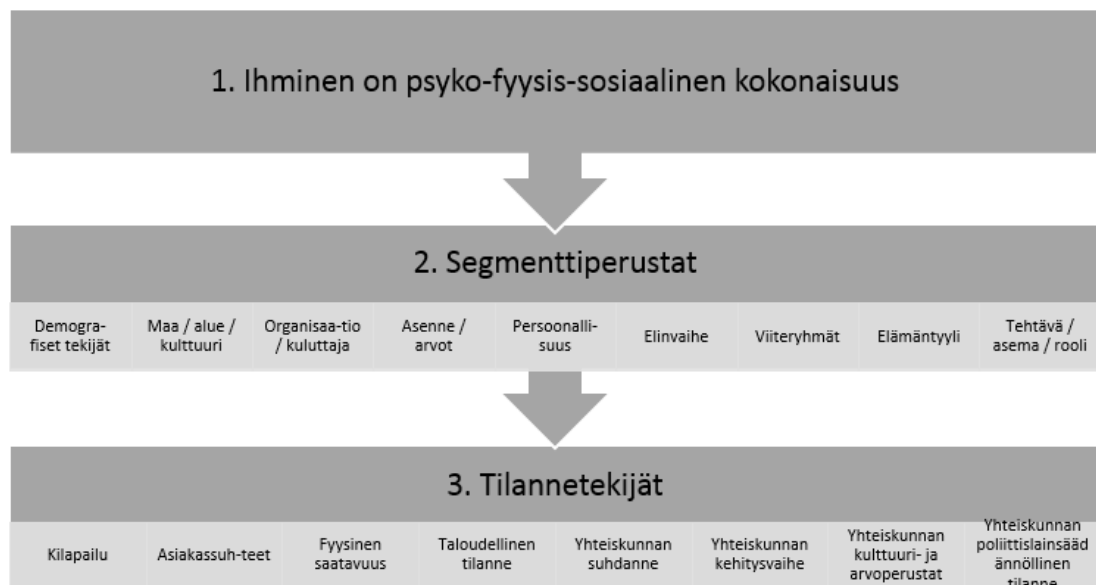 1. Ihminen on psyko-fyysis-sosiaalinen kokonaisuus
2. Segmenttiperustat
Demogra-
fiset tekijät
Maa / alue /
kulttuuri
Organisaa-tio
/ kuluttaja
Asenne /
arvot
Persoonalli-
suus
Elinvaihe
Viiteryhmät
Elämäntyyli
Tehtävä /
asema / rooli
3. Tilannetekijät
Kilapailu
Asiakassuh-teet
Fyysinen
saatavuus
Taloudellinen
tilanne
Yhteiskunnan
suhdanne
Yhteiskunnan
kehitysvaihe
Yhteiskunnan
kulttuuri- ja
arvoperustat
Yhteiskunnan
poliittislainsääd
ännöllinen
tilanne